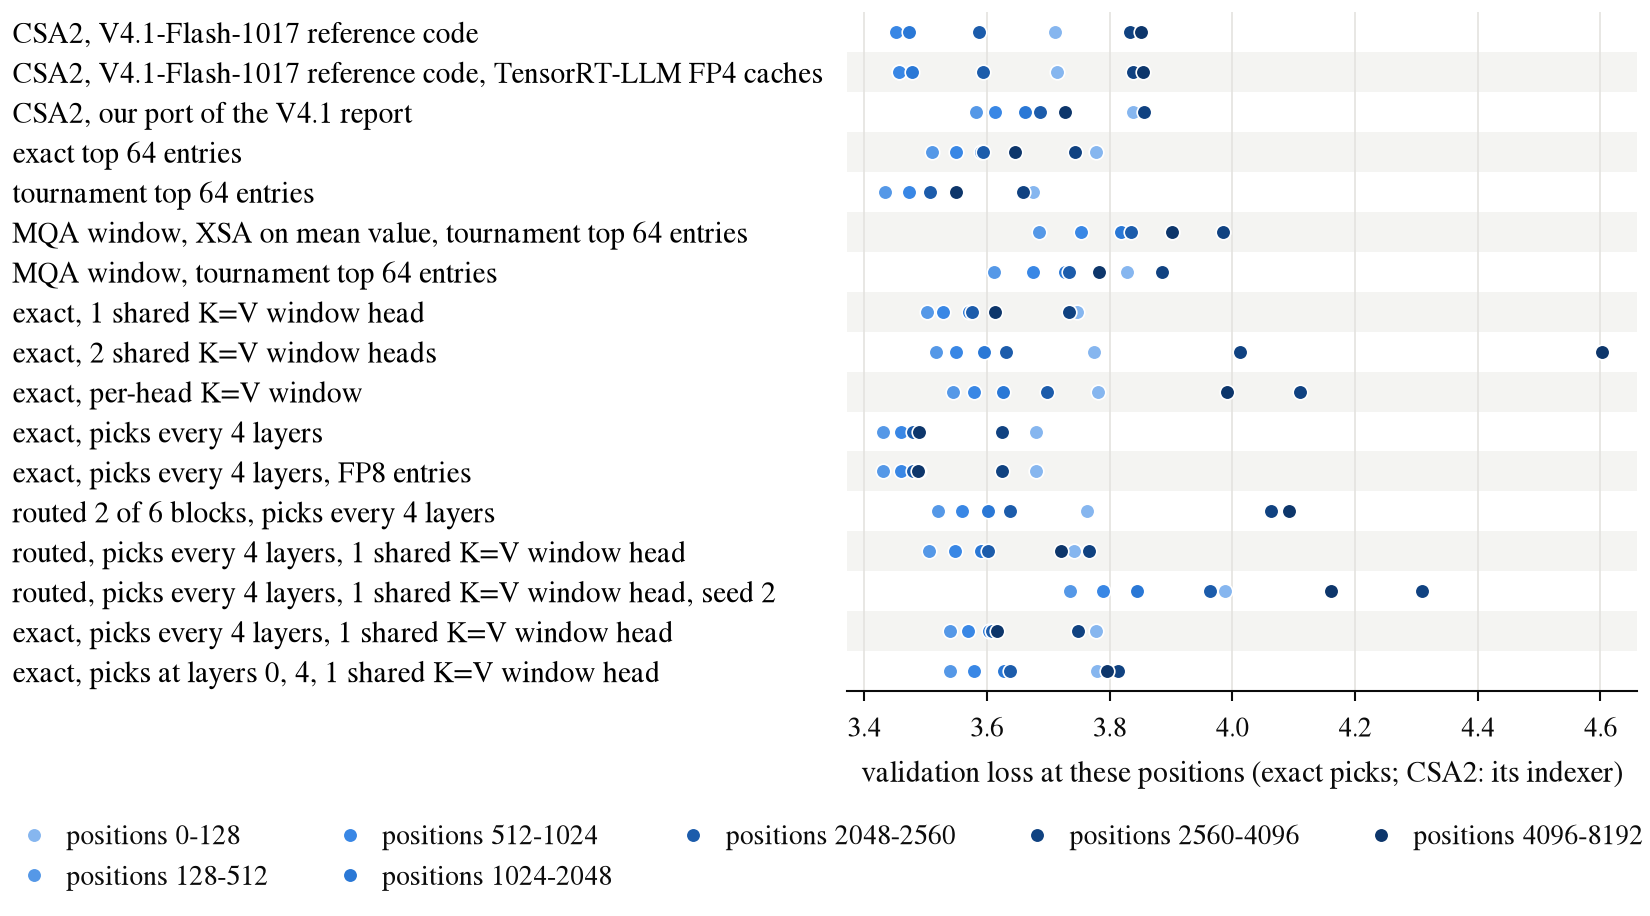 CSA2, V4.1-Flash-1017 reference code
CSA2, V4.1-Flash-1017 reference code, TensorRT-LLM FP4 caches
CSA2, our port of the V4.1 report
exact top 64 entries
tournament top 64 entries
MQA window, XSA on mean value, tournament top 64 entries
MQA window, tournament top 64 entries
exact, 1 shared K=V window head
exact, 2 shared K=V window heads
exact, per-head K=V window
exact, picks every 4 layers
exact, picks every 4 layers, FP8 entries
routed 2 of 6 blocks, picks every 4 layers
routed, picks every 4 layers, 1 shared K=V window head
routed, picks every 4 layers, 1 shared K=V window head, seed 2
exact, picks every 4 layers, 1 shared K=V window head
exact, picks at layers 0, 4, 1 shared K=V window head
3.4 3.6 3.8 4.0 4.2 4.4 4.6
validation loss at these positions (exact picks; CSA2: its indexer)
positions 0-128 positions 512-1024 positions 2048-2560 positions 2560-4096 positions 4096-8192
positions 128-512 positions 1024-2048